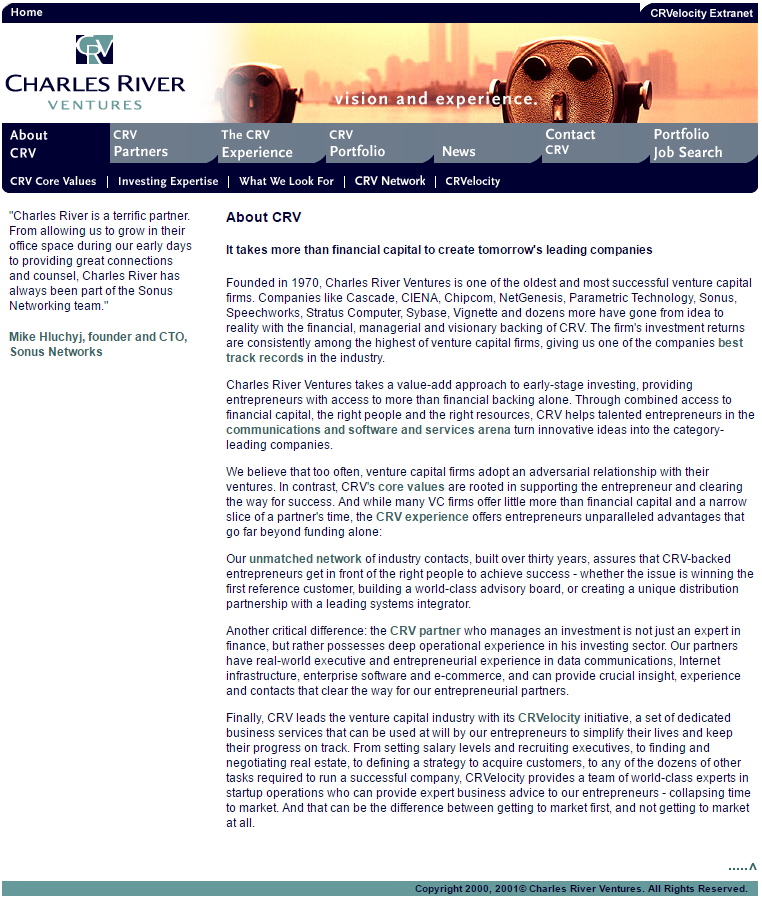 Home
CRVelocity Extranet
CRV
CHARLES RIVER
VENTURES
vision and experience.
About
CRV
CRV
Partners
The CRV
Experience
CRV
Portfolio
News
Contact
CRV
Portfolio
Job Search
CRV Core Values | Investing Expertise | What We Look For | CRV Network | CRVelocity
"Charles River is a terrific partner.
From allowing us to grow in their
office space during our early days
to providing great connections
and counsel, Charles River has
always been part of the Sonus
Networking team."
Mike Hluchyj, founder and CTO,
Sonus Networks
About CRV
It takes more than financial capital to create tomorrow's leading companies
Founded in 1970, Charles River Ventures is one of the oldest and most successful venture capital
firms. Companies like Cascade, CIENA, Chipcom, NetGenesis, Parametric Technology, Sonus,
Speechworks, Stratus Computer, Sybase, Vignette and dozens more have gone from idea to
reality with the financial, managerial and visionary backing of CRV. The firm's investment returns
are consistently among the highest of venture capital firms, giving us one of the companies best
track records in the industry.
Charles River Ventures takes a value-add approach to early-stage investing, providing
entrepreneurs with access to more than financial backing alone. Through combined access to
financial capital, the right people and the right resources, CRV helps talented entrepreneurs in the
communications and software and services arena turn innovative ideas into the category-
leading companies.
We believe that too often, venture capital firms adopt an adversarial relationship with their
ventures. In contrast, CRV's core values are rooted in supporting the entrepreneur and clearing
the way for success. And while many VC firms offer little more than financial capital and a narrow
slice of a partner's time, the CRV experience offers entrepreneurs unparalleled advantages that
go far beyond funding alone:
Our unmatched network of industry contacts, built over thirty years, assures that CRV-backed
entrepreneurs get in front of the right people to achieve success - whether the issue is winning the
first reference customer, building a world-class advisory board, or creating a unique distribution
partnership with a leading systems integrator.
Another critical difference: the CRV partner who manages an investment is not just an expert in
finance, but rather possesses deep operational experience in his investing sector. Our partners
have real-world executive and entrepreneurial experience in data communications, Internet
infrastructure, enterprise software and e-commerce, and can provide crucial insight, experience
and contacts that clear the way for our entrepreneurial partners.
Finally, CRV leads the venture capital industry with its CRVelocity initiative, a set of dedicated
business services that can be used at will by our entrepreneurs to simplify their lives and keep
their progress on track. From setting salary levels and recruiting executives, to finding and
negotiating real estate, to defining a strategy to acquire customers, to any of the dozens of other
tasks required to run a successful company, CRVelocity provides a team of world-class experts in
startup operations who can provide expert business advice to our entrepreneurs - collapsing time
to market. And that can be the difference between getting to market first, and not getting to market
at all.
.....^
Copyright 2000, 2001© Charles River Ventures. All Rights Reserved.